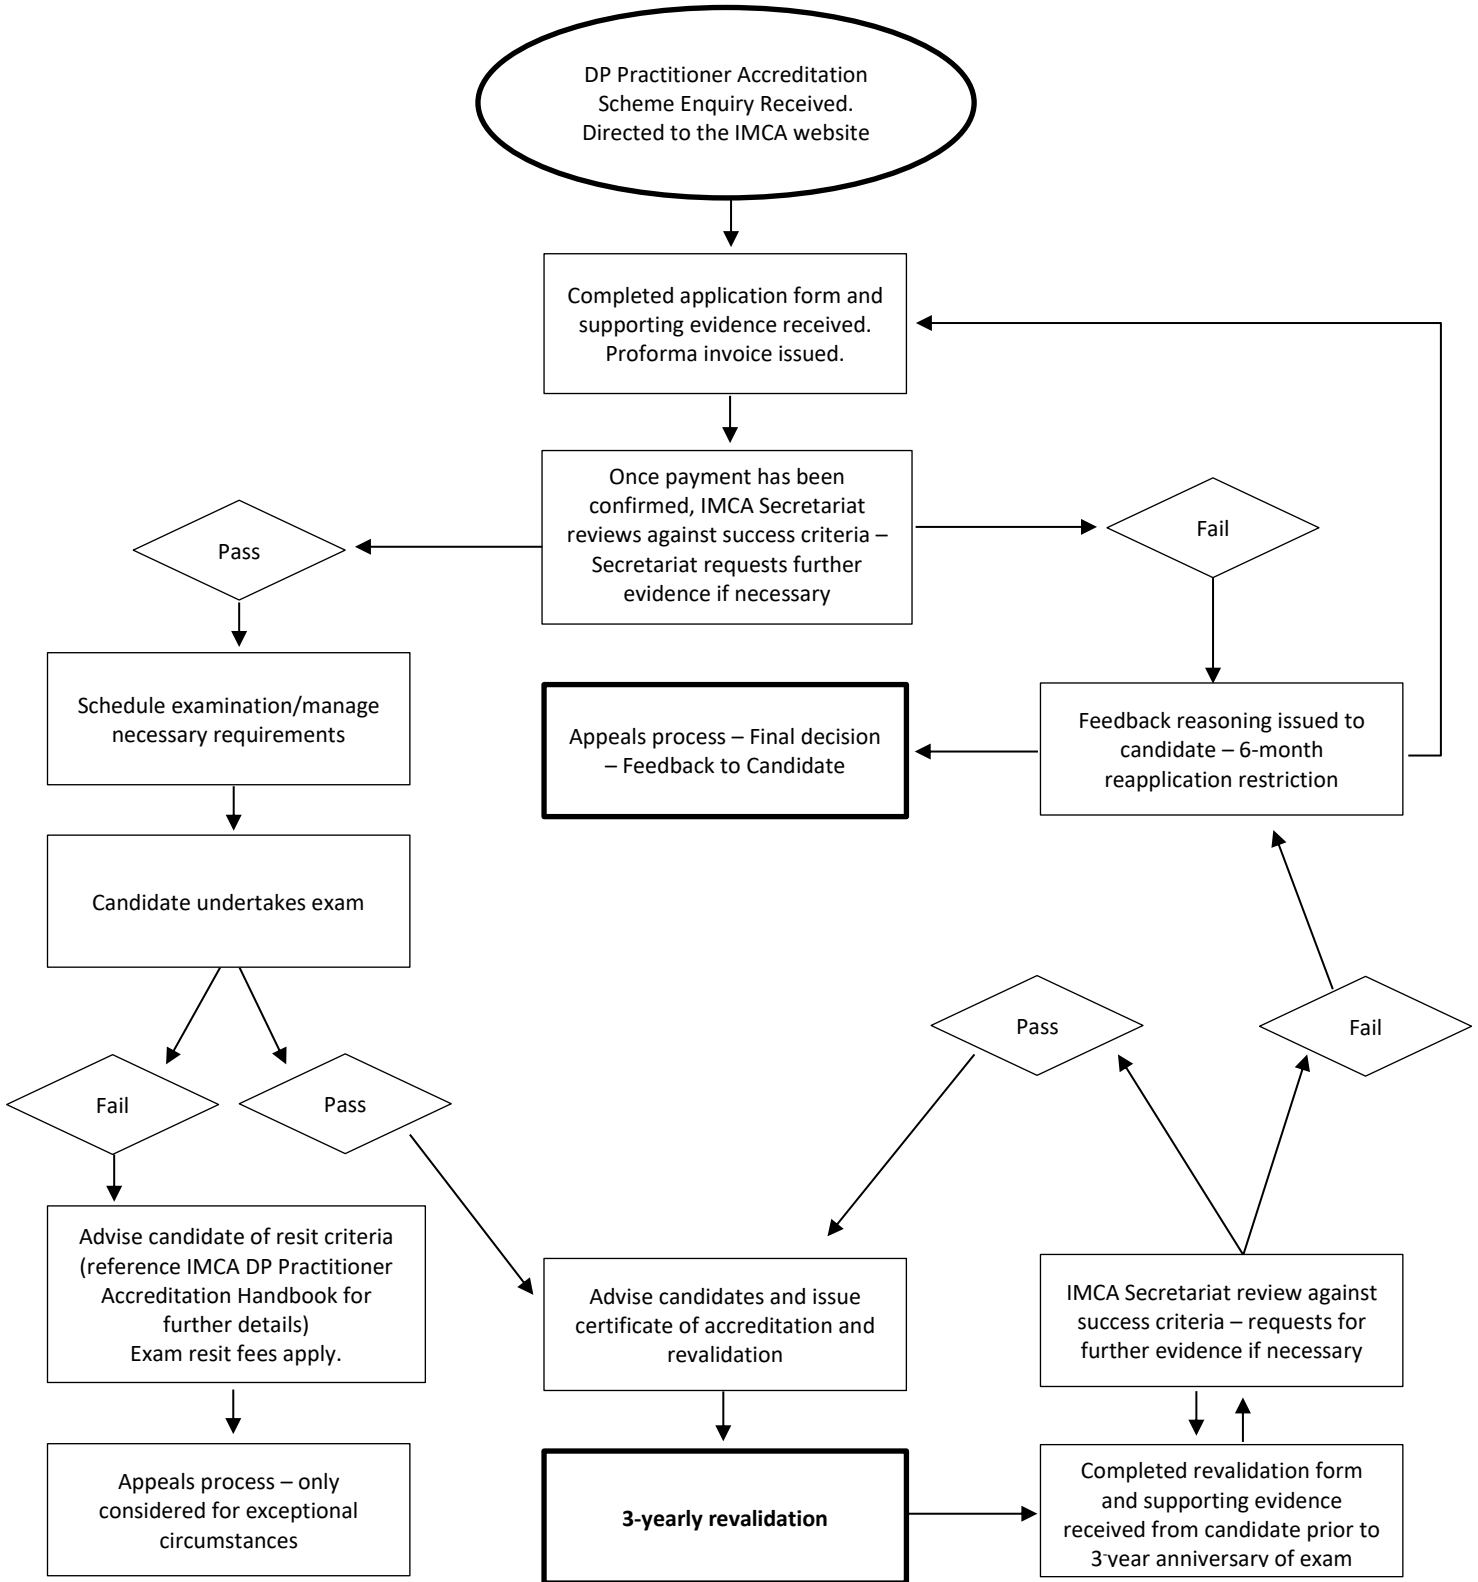 DP Practitioner Accreditation
Scheme Enquiry Received.
Directed to the IMCA website
Completed application form and
supporting evidence received.
Proforma invoice issued.
Once payment has been
confirmed, IMCA Secretariat
reviews against success criteria –
Secretariat requests further
evidence if necessary
Pass
Fail
Schedule examination/manage
necessary requirements
Appeals process – Final decision
– Feedback to Candidate
Feedback reasoning issued to
candidate – 6-month
reapplication restriction
Candidate undertakes exam
Pass
Fail
Fail
Pass
Advise candidate of resit criteria
(reference IMCA DP Practitioner
Accreditation Handbook for
further details)
Exam resit fees apply.
Advise candidates and issue
certificate of accreditation and
revalidation
IMCA Secretariat review against
success criteria – requests for
further evidence if necessary
Appeals process – only
considered for exceptional
circumstances
3-yearly revalidation
Completed revalidation form
and supporting evidence
received from candidate prior to
3-year anniversary of exam